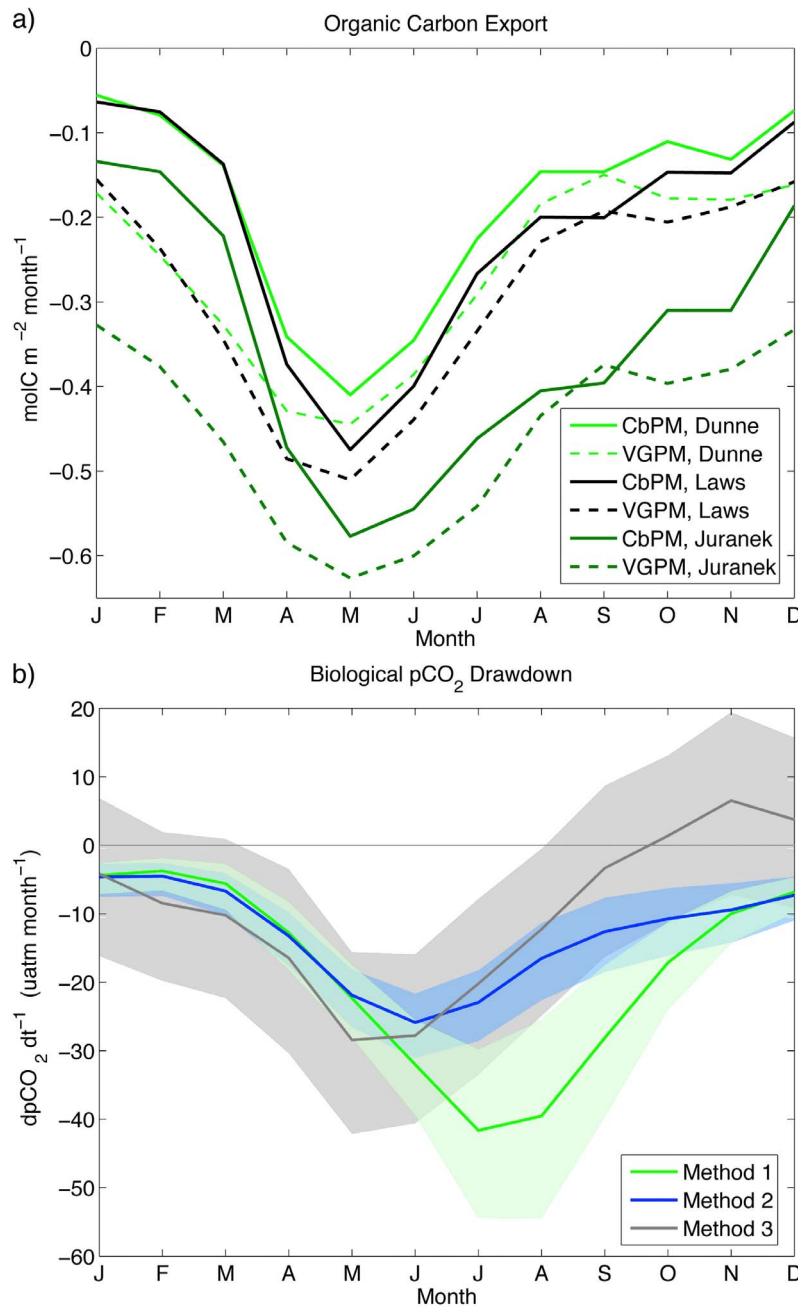 a)
Organic Carbon Export
0
−0.1
−0.2
−0.3
−0.4
−0.5
−0.6
molC m⁻² month⁻¹
J F M A M J J A S O N D
Month
CbPM, Dunne
VGPM, Dunne
CbPM, Laws
VGPM, Laws
CbPM, Juranek
VGPM, Juranek
b)
Biological pCO₂ Drawdown
20
10
0
−10
−20
−30
−40
−50
−60
dpCO₂ dt⁻¹ (uatm month⁻¹)
J F M A M J J A S O N D
Month
Method 1
Method 2
Method 3